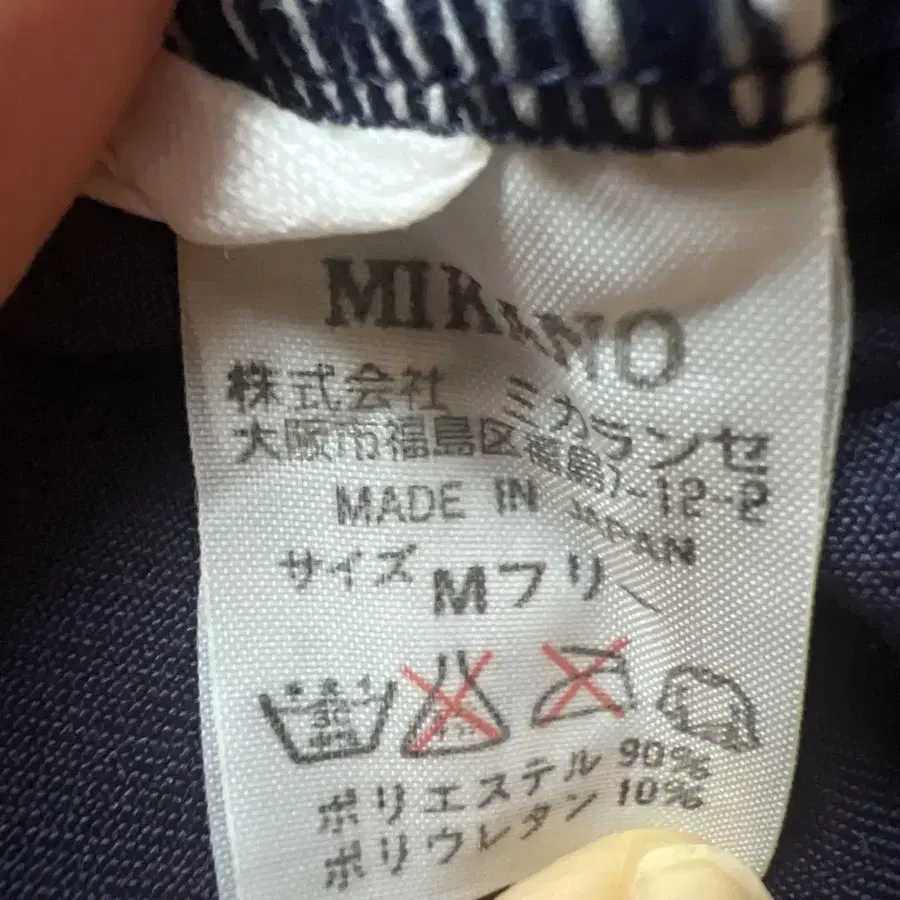 MIKANO
株式会社 ミカランセ
大阪市福島区福島7-12-2
MADE IN JAPAN
サイズ Mフリー
ポリエステル 90%
ポリウレタン 10%